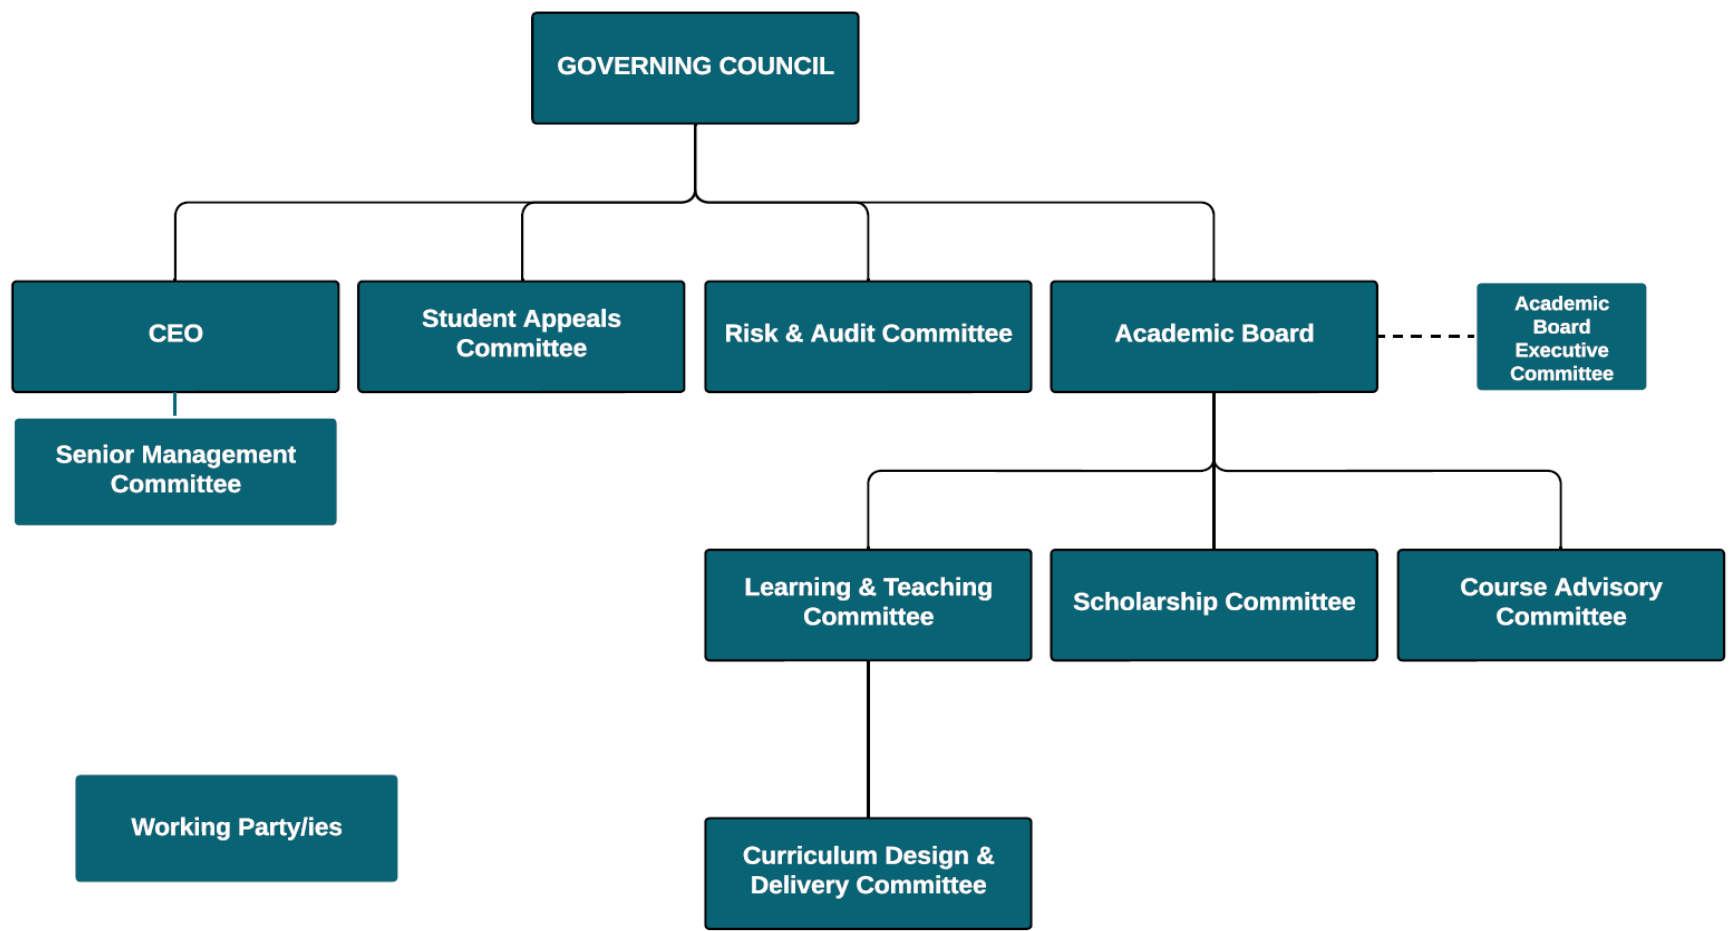 GOVERNING COUNCIL
CEO
Student Appeals
Committee
Risk & Audit Committee
Academic Board
Academic
Board
Executive
Committee
Senior Management
Committee
Learning & Teaching
Committee
Scholarship Committee
Course Advisory
Committee
Working Party/ies
Curriculum Design &
Delivery Committee